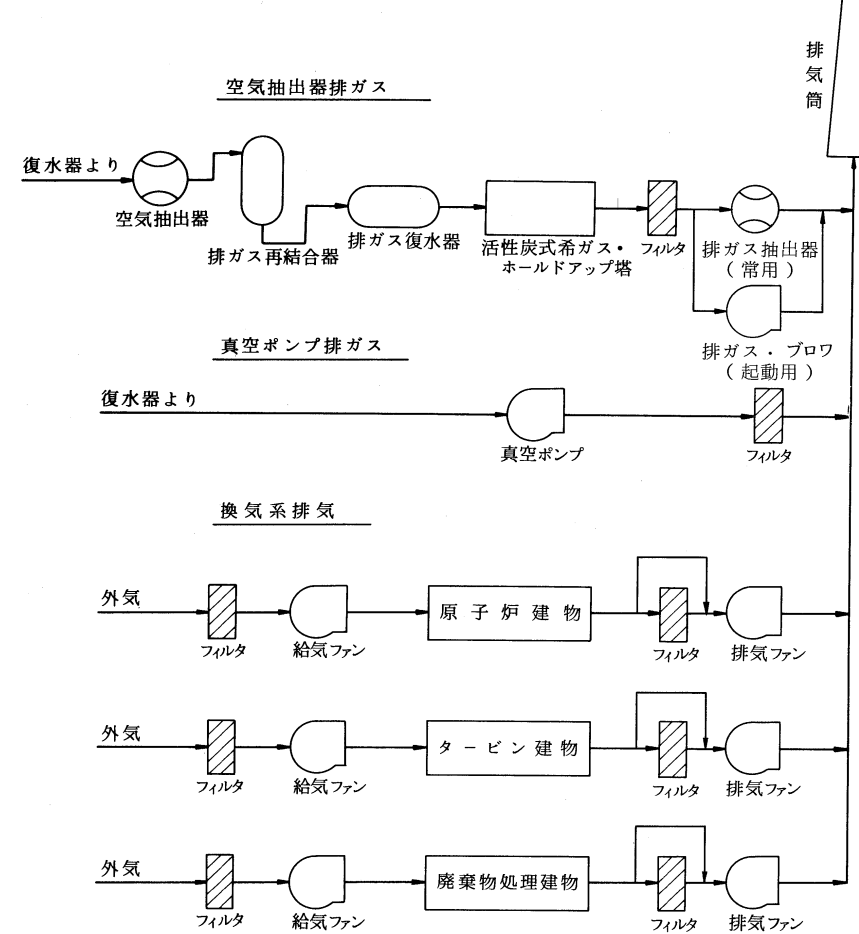 排気筒
空気抽出器排ガス
復水器より
空気抽出器
排ガス再結合器
排ガス復水器
活性炭式希ガス・
ホールドアップ塔
フィルタ
排ガス抽出器
(常用)
排ガス・ブロワ
(起動用)
真空ポンプ排ガス
復水器より
真空ポンプ
フィルタ
換気系排気
外気
フィルタ
給気ファン
原子炉建物
フィルタ
排気ファン
外気
フィルタ
給気ファン
タービン建物
フィルタ
排気ファン
外気
フィルタ
給気ファン
廃棄物処理建物
フィルタ
排気ファン